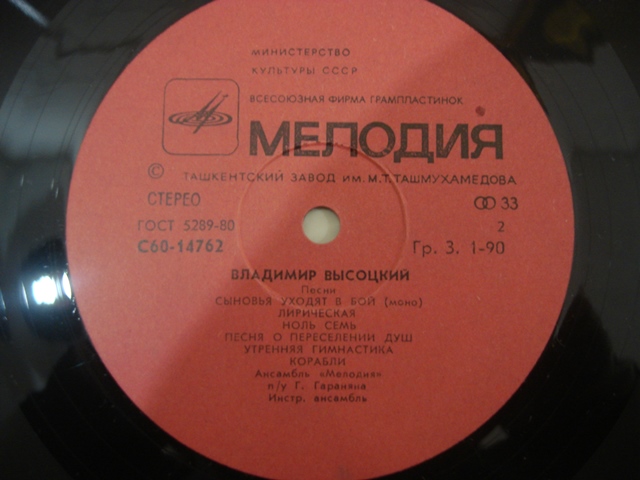 МИНИСТЕРСТВО
КУЛЬТУРЫ СССР
ВСЕСОЮЗНАЯ ФИРМА ГРАМПЛАСТИНОК
МЕЛОДИЯ
© ТАШКЕНТСКИЙ ЗАВОД ИМ. М. Т. ТАШМУХАМЕДОВА
СТЕРЕО 33
ГОСТ 5289-80 2
С60-14762 Гр. 3. 1-90
ВЛАДИМИР ВЫСОЦКИЙ
Песни
СЫНОВЬЯ УХОДЯТ В БОЙ (моно)
ЛИРИЧЕСКАЯ
НОЛЬ СЕМЬ
ПЕСНЯ О ПЕРЕСЕЛЕНИИ ДУШ
УТРЕННЯЯ ГИМНАСТИКА
КОРАБЛИ
Ансамбль «Мелодия»
п/у Г. Гараняна
Инстр. ансамбль